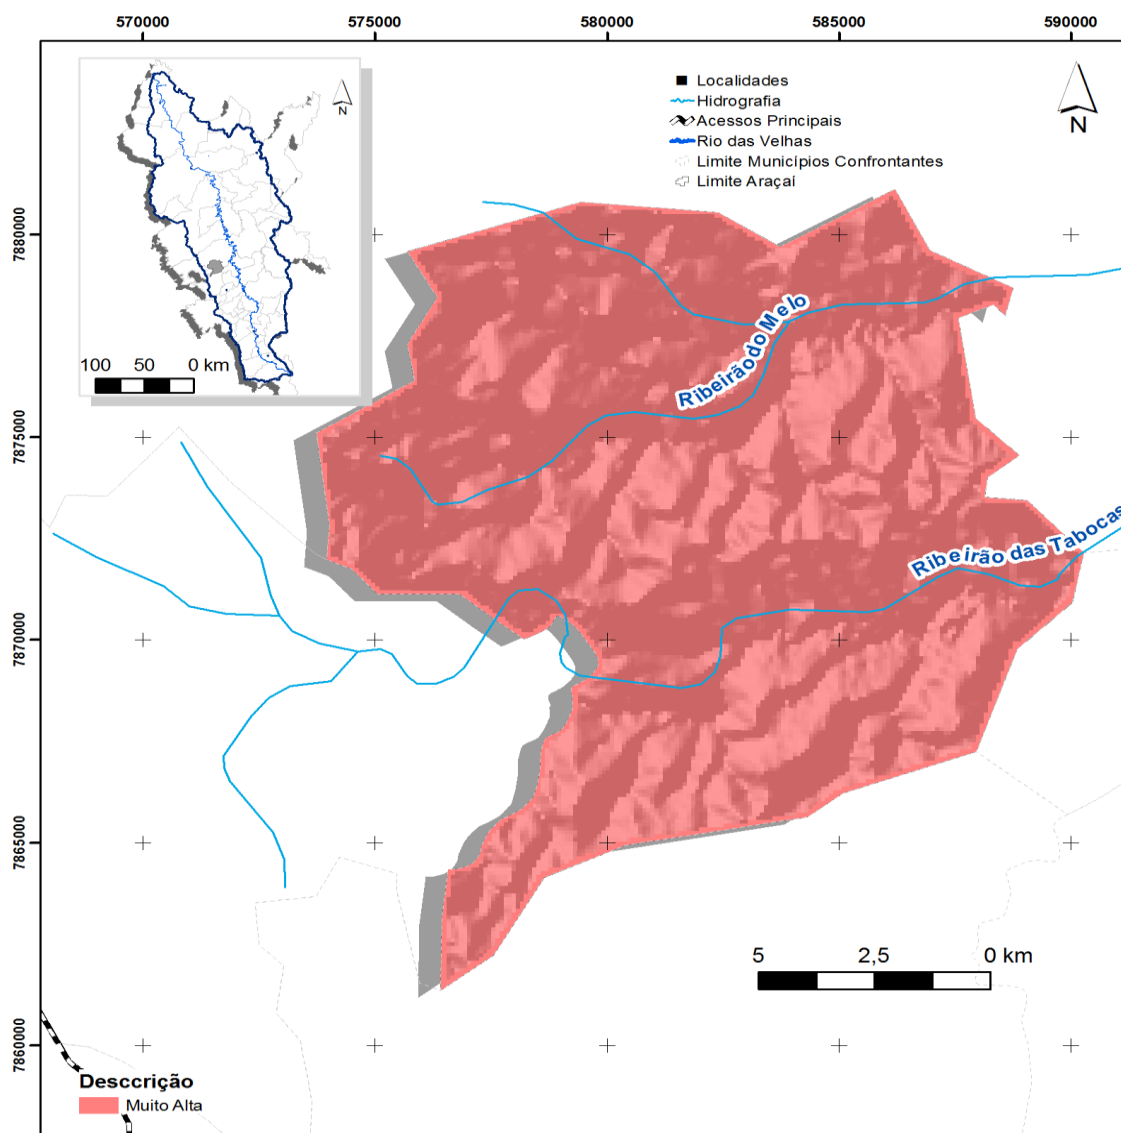 570000 575000 580000 585000 590000
Localidades
Hidrografia
Acessos Principais
Rio das Velhas
Limite Municípios Confrontantes
Limite Araçaí
N
N
100 50 0 km
7880000
7875000
7870000
7865000
7860000
Ribeirão do Melo
Ribeirão das Tabocas
5 2,5 0 km
Desccrição
Muito Alta